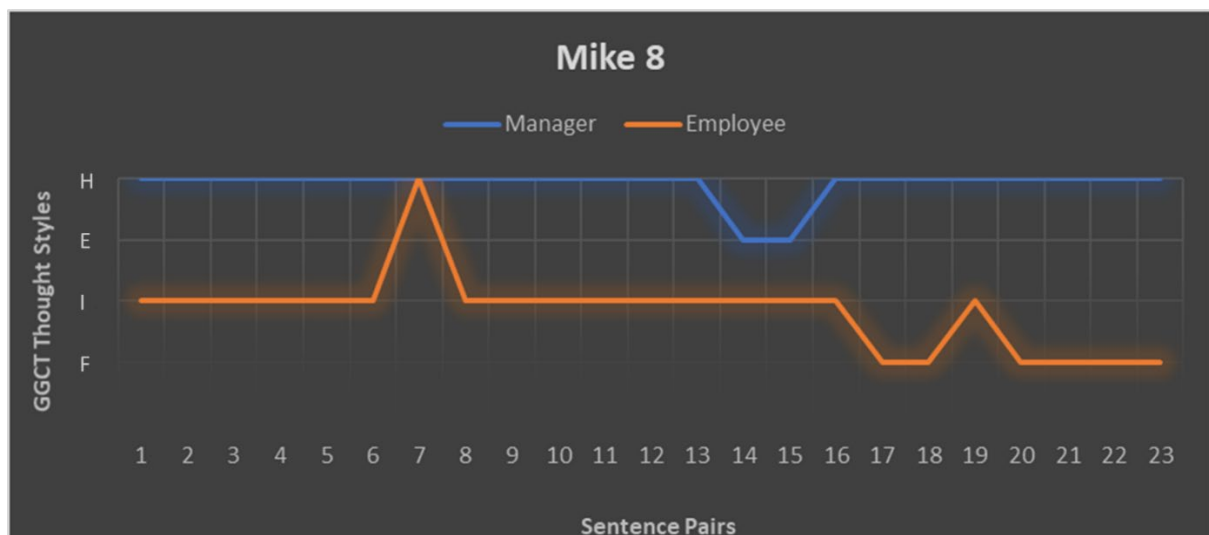 Mike 8
Manager Employee
H
E
I
F
GGCT Thought Styles
1 2 3 4 5 6 7 8 9 10 11 12 13 14 15 16 17 18 19 20 21 22 23
Sentence Pairs